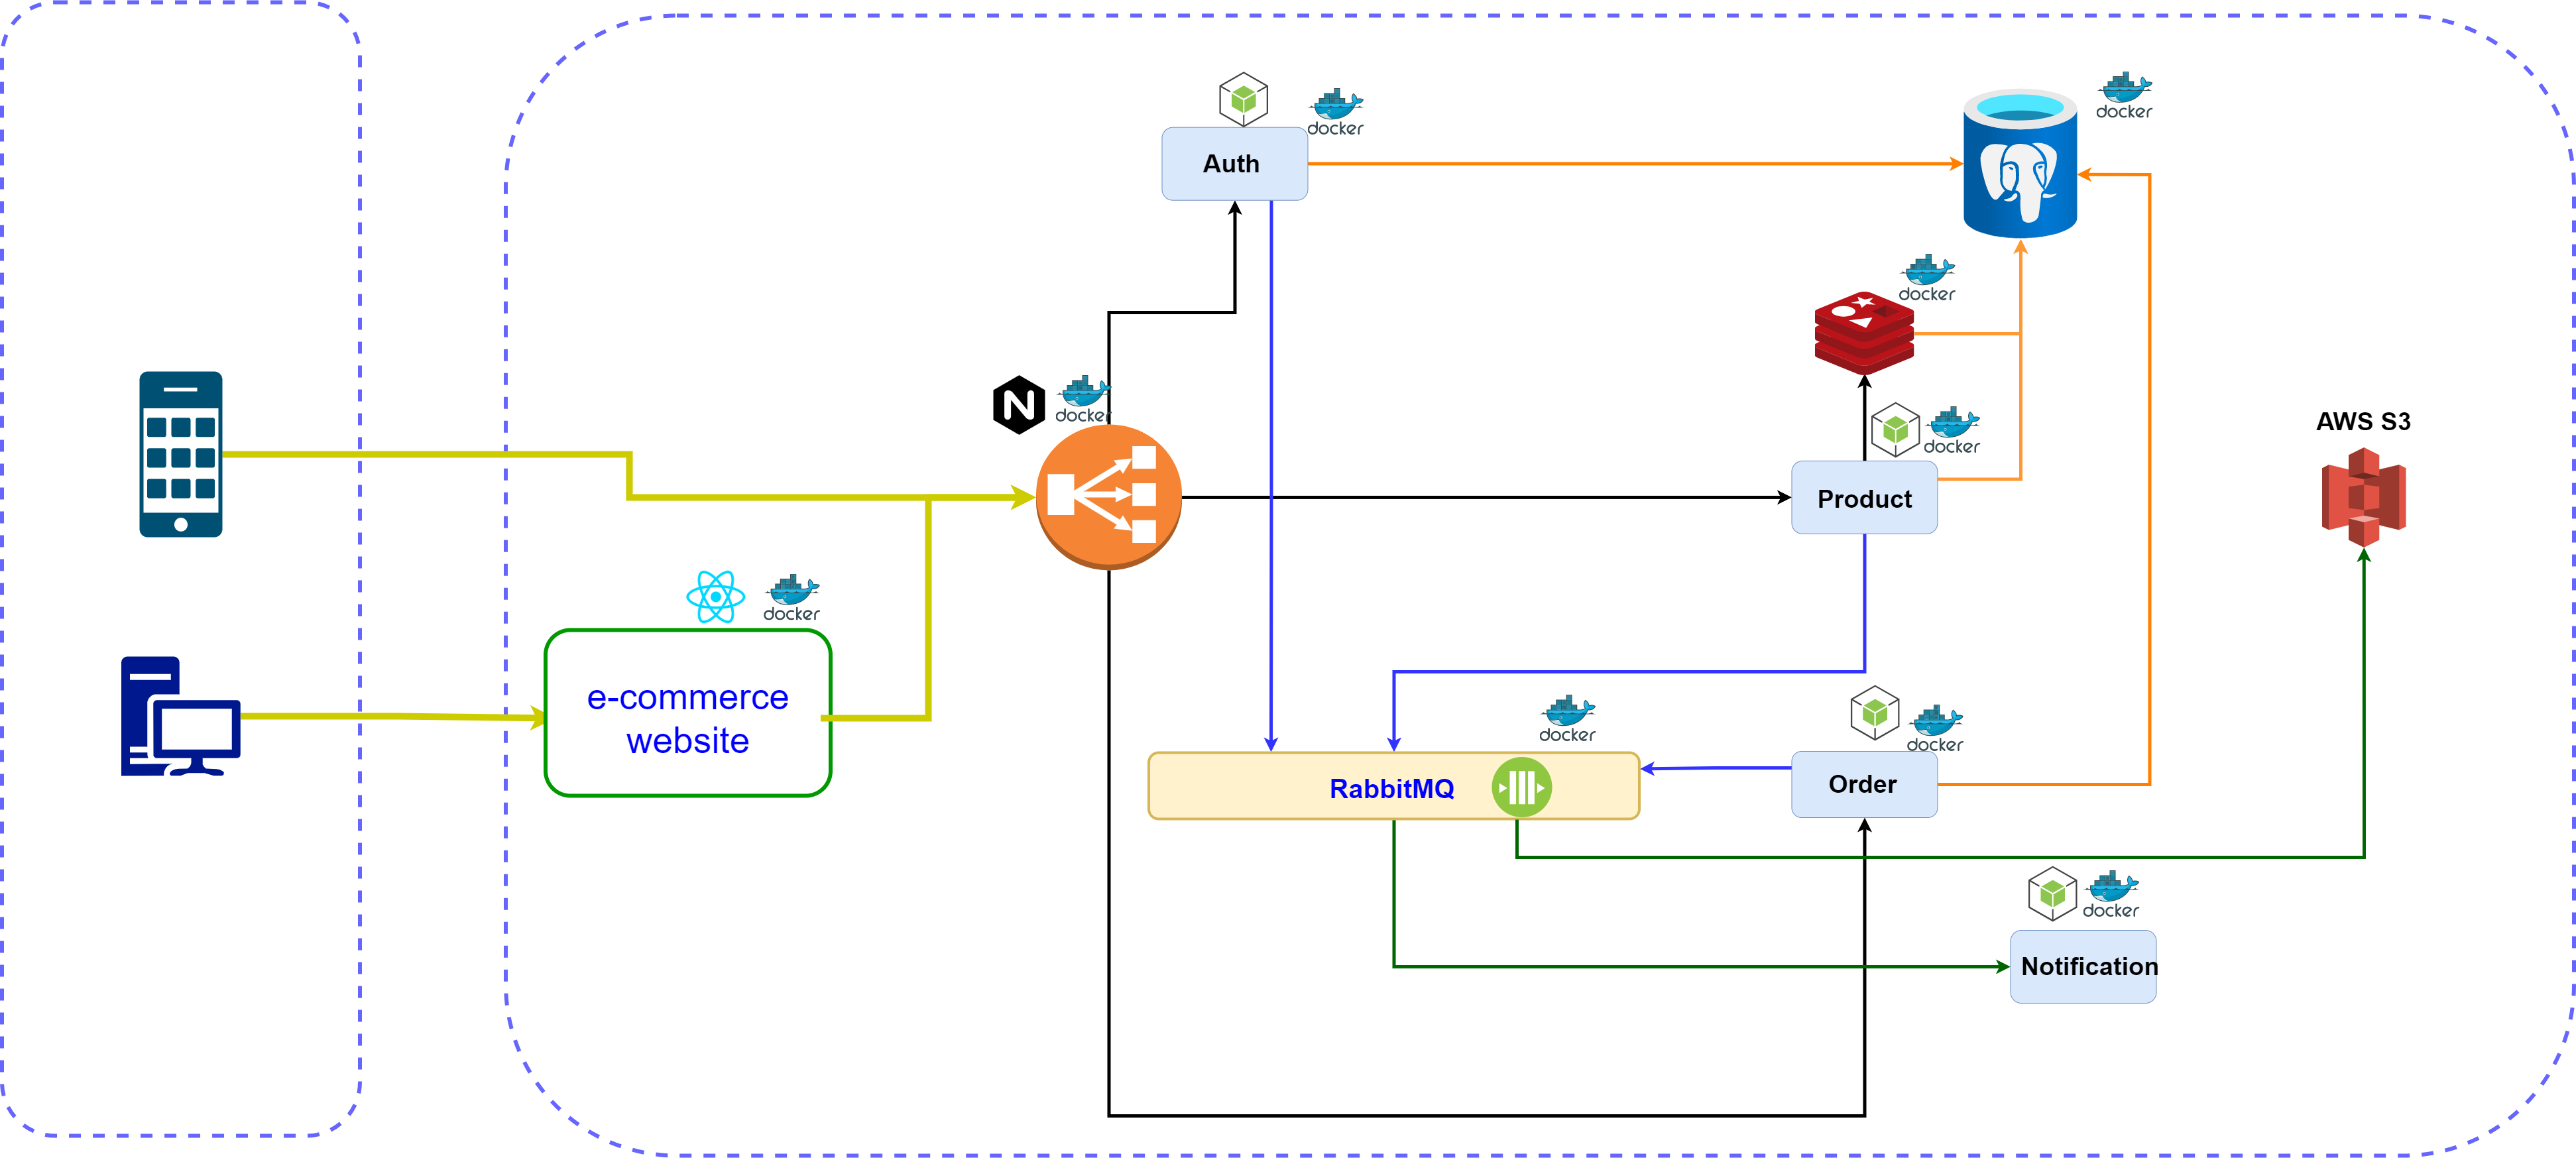 docker
Auth
docker
docker
docker
N
docker
Product
AWS S3
docker
e-commerce
website
docker
RabbitMQ
docker
Order
docker
Notification